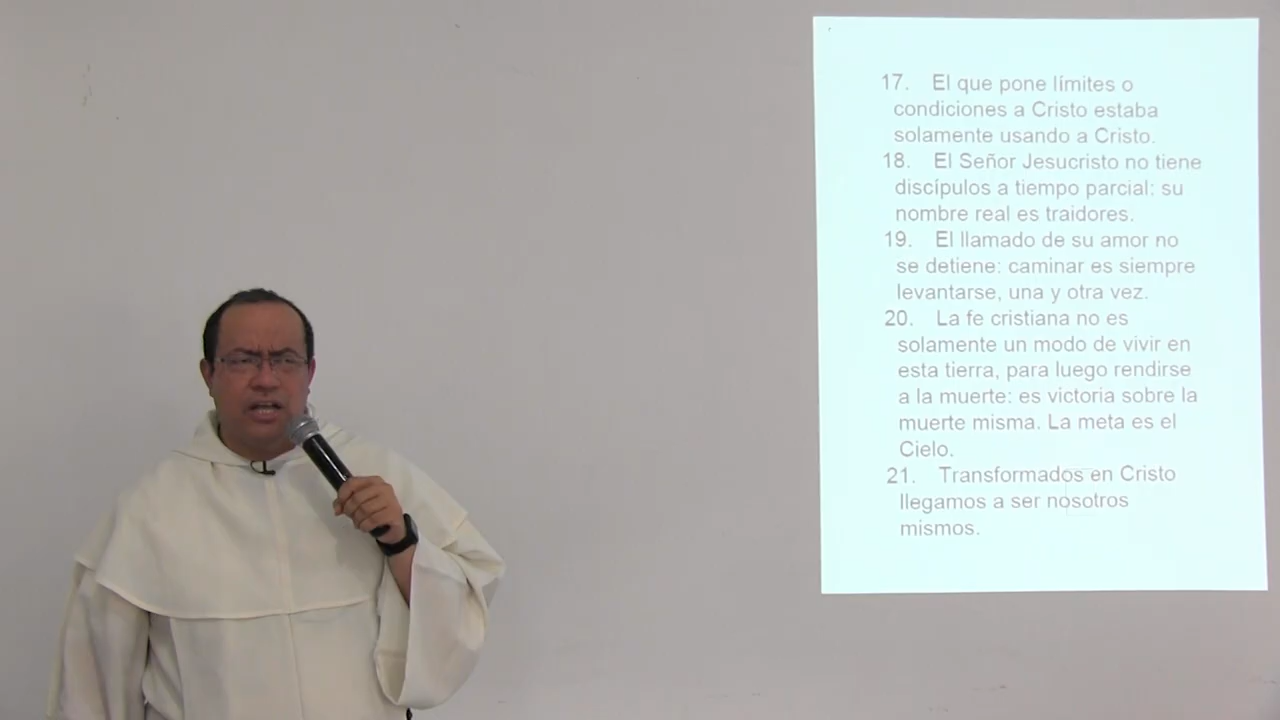 17. El que pone límites o
condiciones a Cristo estaba
solamente usando a Cristo.
18. El Señor Jesucristo no tiene
discípulos a tiempo parcial: su
nombre real es traidores.
19. El llamado de su amor no
se detiene: caminar es siempre
levantarse, una y otra vez.
20. La fe cristiana no es
solamente un modo de vivir en
esta tierra, para luego rendirse
a la muerte: es victoria sobre la
muerte misma. La meta es el
Cielo.
21. Transformados en Cristo
llegamos a ser nosotros
mismos.